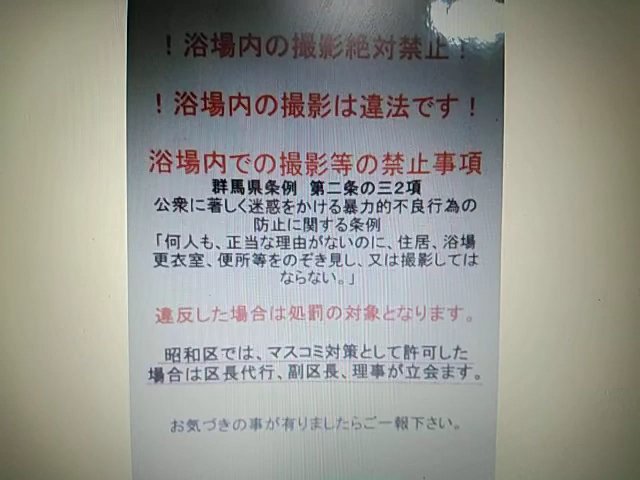 ！浴場内の撮影絶対禁止！
！浴場内の撮影は違法です！
浴場内での撮影等の禁止事項
群馬県条例　第二条の三2項
公衆に著しく迷惑をかける暴力的不良行為の
防止に関する条例
「何人も、正当な理由がないのに、住居、浴場
更衣室、便所等をのぞき見し、又は撮影しては
ならない。」
違反した場合は処罰の対象となります。
昭和区では、マスコミ対策として許可した
場合は区長代行、副区長、理事が立会ます。
お気づきの事が有りましたらご一報下さい。